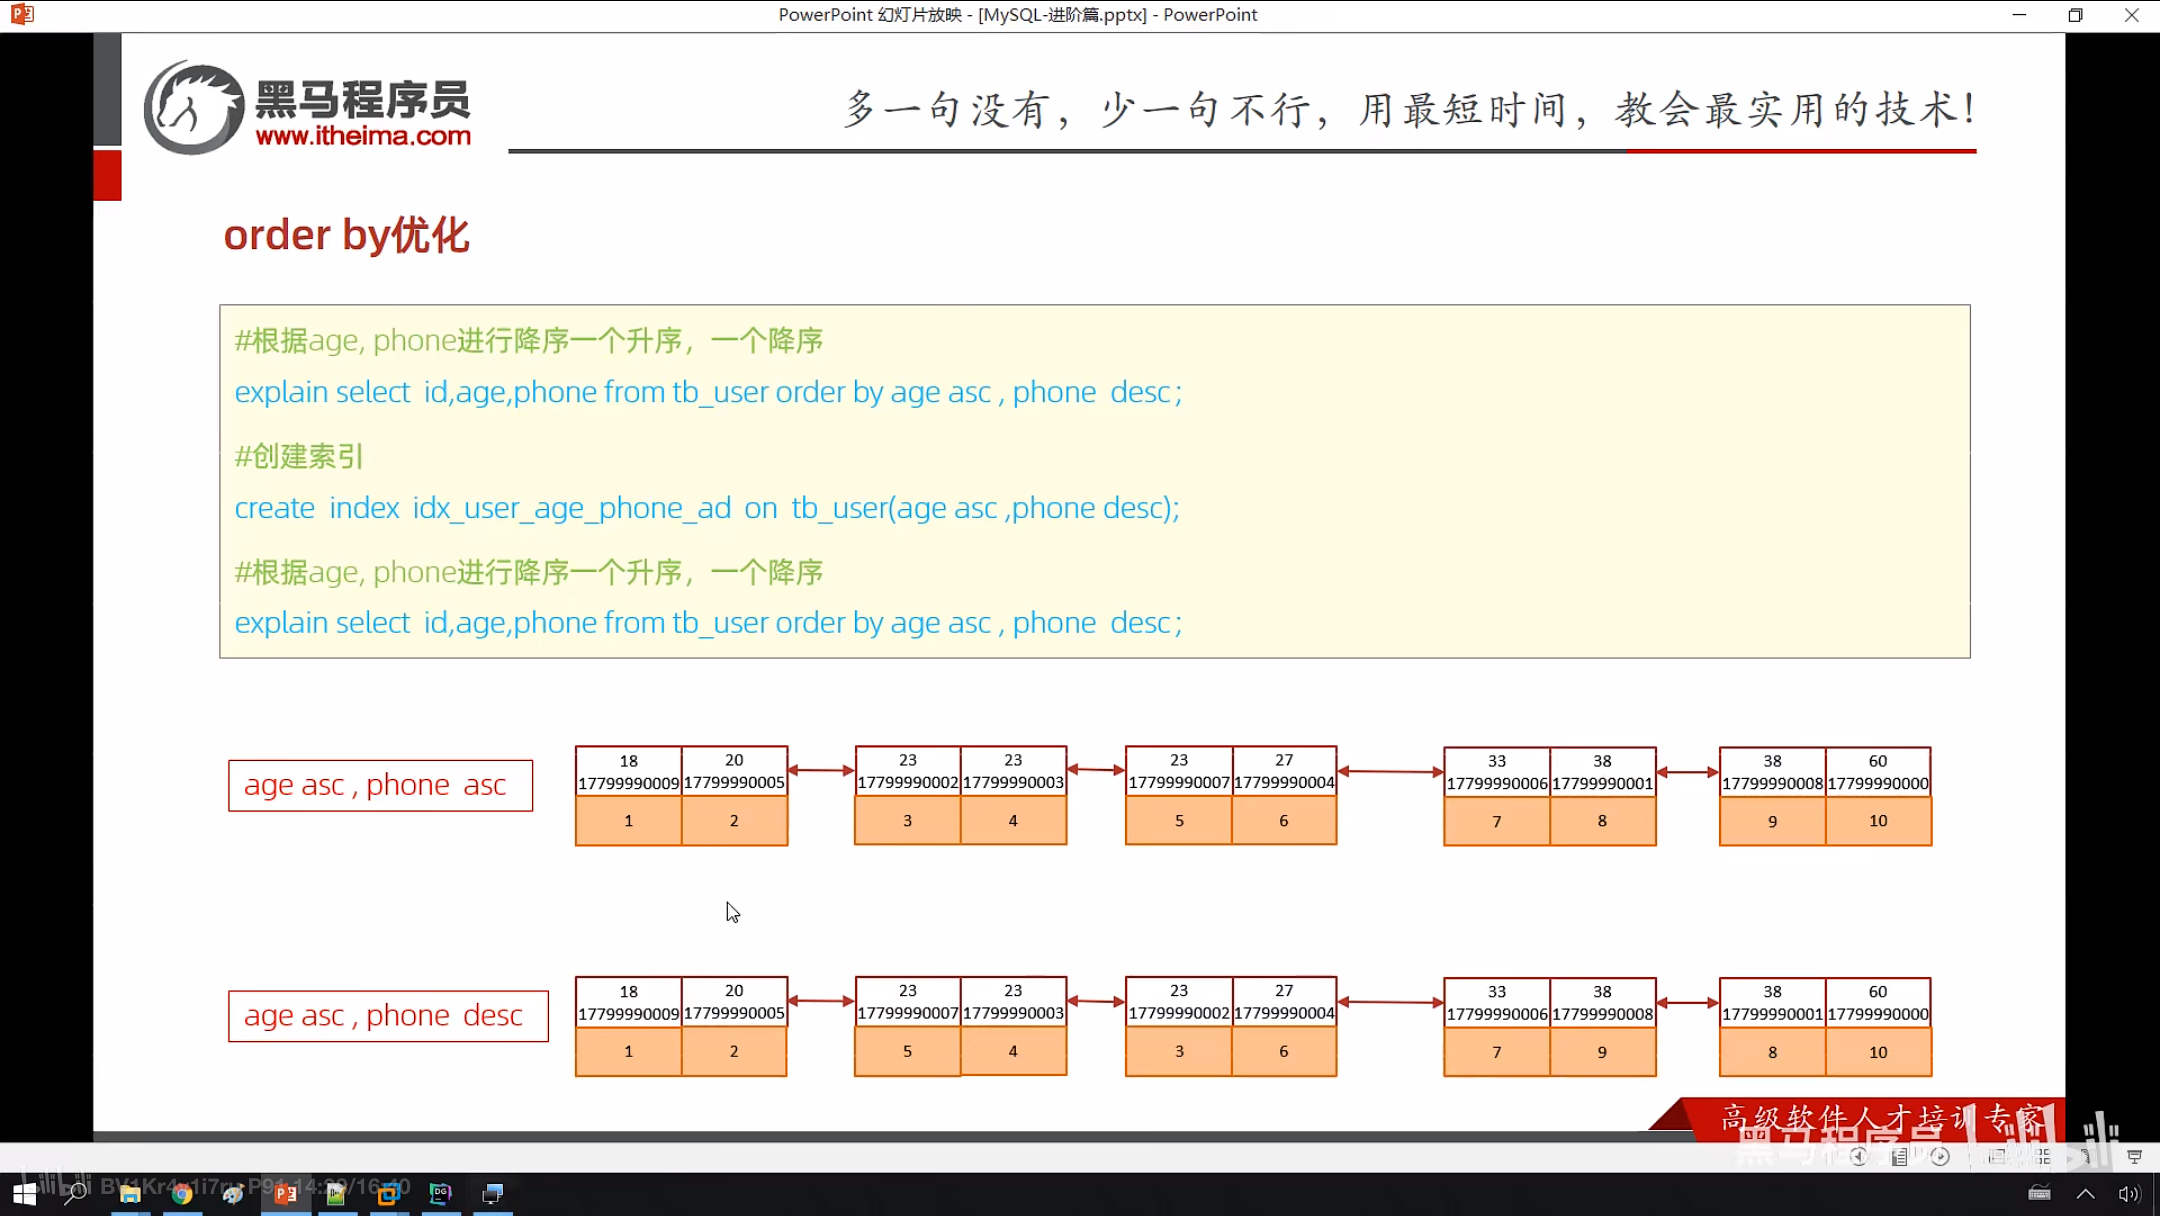 PowerPoint 幻灯片放映 - [MySQL-进阶篇.pptx] - PowerPoint
黑马程序员
www.itheima.com
多一句没有，少一句不行，用最短时间，教会最实用的技术！
order by优化
#根据age, phone进行降序一个升序，一个降序
explain select id,age,phone from tb_user order by age asc , phone desc ;
#创建索引
create index idx_user_age_phone_ad on tb_user(age asc ,phone desc);
#根据age, phone进行降序一个升序，一个降序
explain select id,age,phone from tb_user order by age asc , phone desc ;
age asc , phone asc
18 20 23 23 23 27 33 38 38 60
17799990009 17799990005 17799990002 17799990003 17799990007 17799990004 17799990006 17799990001 17799990008 17799990000
1 2 3 4 5 6 7 8 9 10
age asc , phone desc
18 20 23 23 23 27 33 38 38 60
17799990009 17799990005 17799990007 17799990003 17799990002 17799990004 17799990006 17799990008 17799990001 17799990000
1 2 5 4 3 6 7 9 8 10
高级软件人才培训专家
黑马程序员